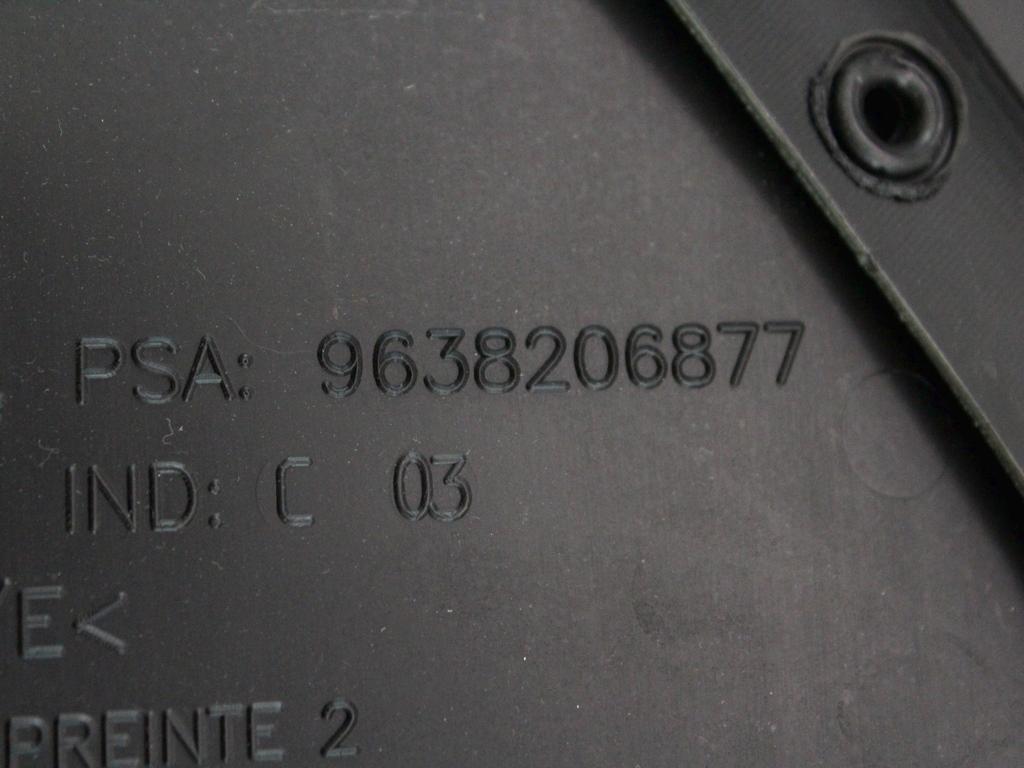 PSA: 9638206877
IND: C 03
E<
PREINTE 2